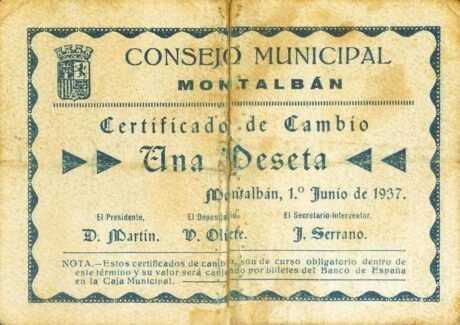 CONSEJO MUNICIPAL
MONTALBÁN
Certificado de Cambio
Una Peseta
Montalbán, 1.º Junio de 1937.
El Presidente, El Depositario El Secretario-Interventor.
D. Martín. Oliete. J. Serrano.
NOTA.—Estos certificados de cambio, son de curso obligatorio dentro de
este término y su valor será canjeado por billetes del Banco de España
en la Caja Municipal.